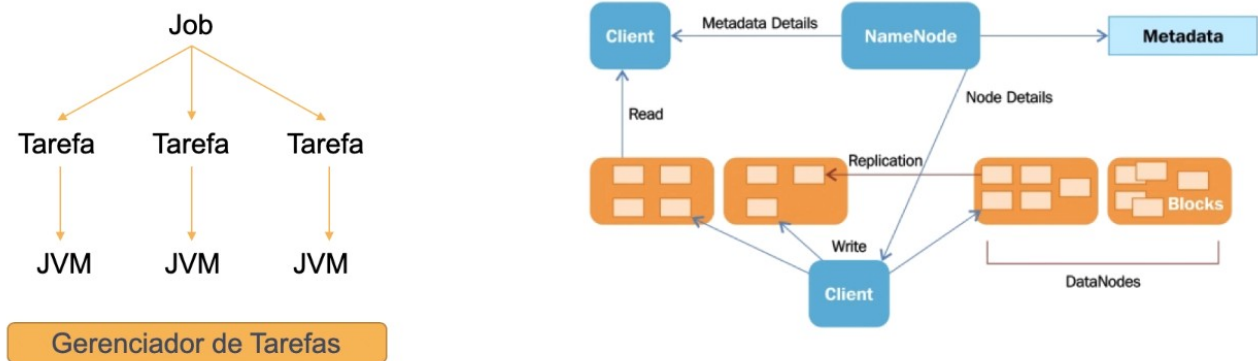 Job
Tarefa Tarefa Tarefa
JVM JVM JVM
Gerenciador de Tarefas
Client
Metadata Details
NameNode
Metadata
Node Details
Read
Replication
Blocks
Write
Client
DataNodes